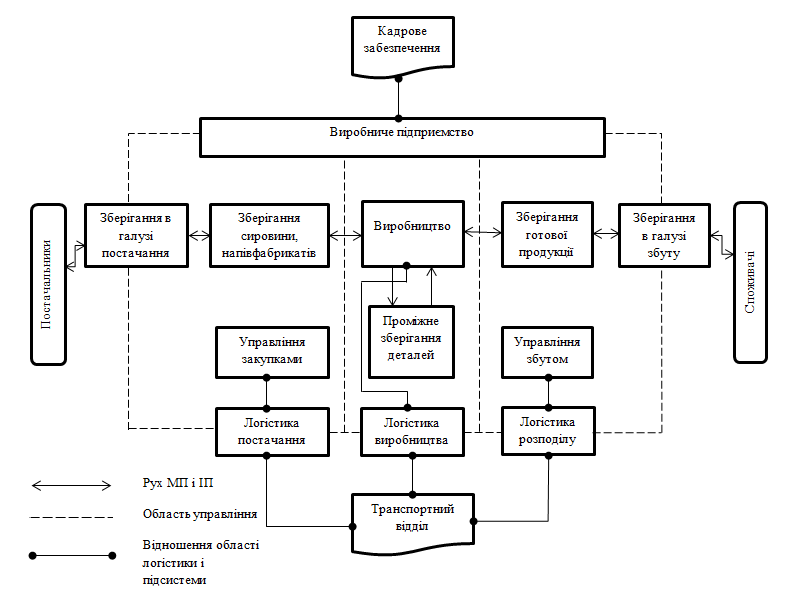 Кадрове
забезпечення
Виробниче підприємство
Постачальники
Зберігання в
галузі
постачання
Зберігання
сировини,
напівфабрикатів
Виробництво
Зберігання
готової
продукції
Зберігання
в галузі
збуту
Споживачі
Проміжне
зберігання
деталей
Управління
закупками
Управління
збутом
Логістика
постачання
Логістика
виробництва
Логістика
розподілу
Транспортний
відділ
Рух МП і ІП
Область управління
Відношення області
логістики і
підсистеми